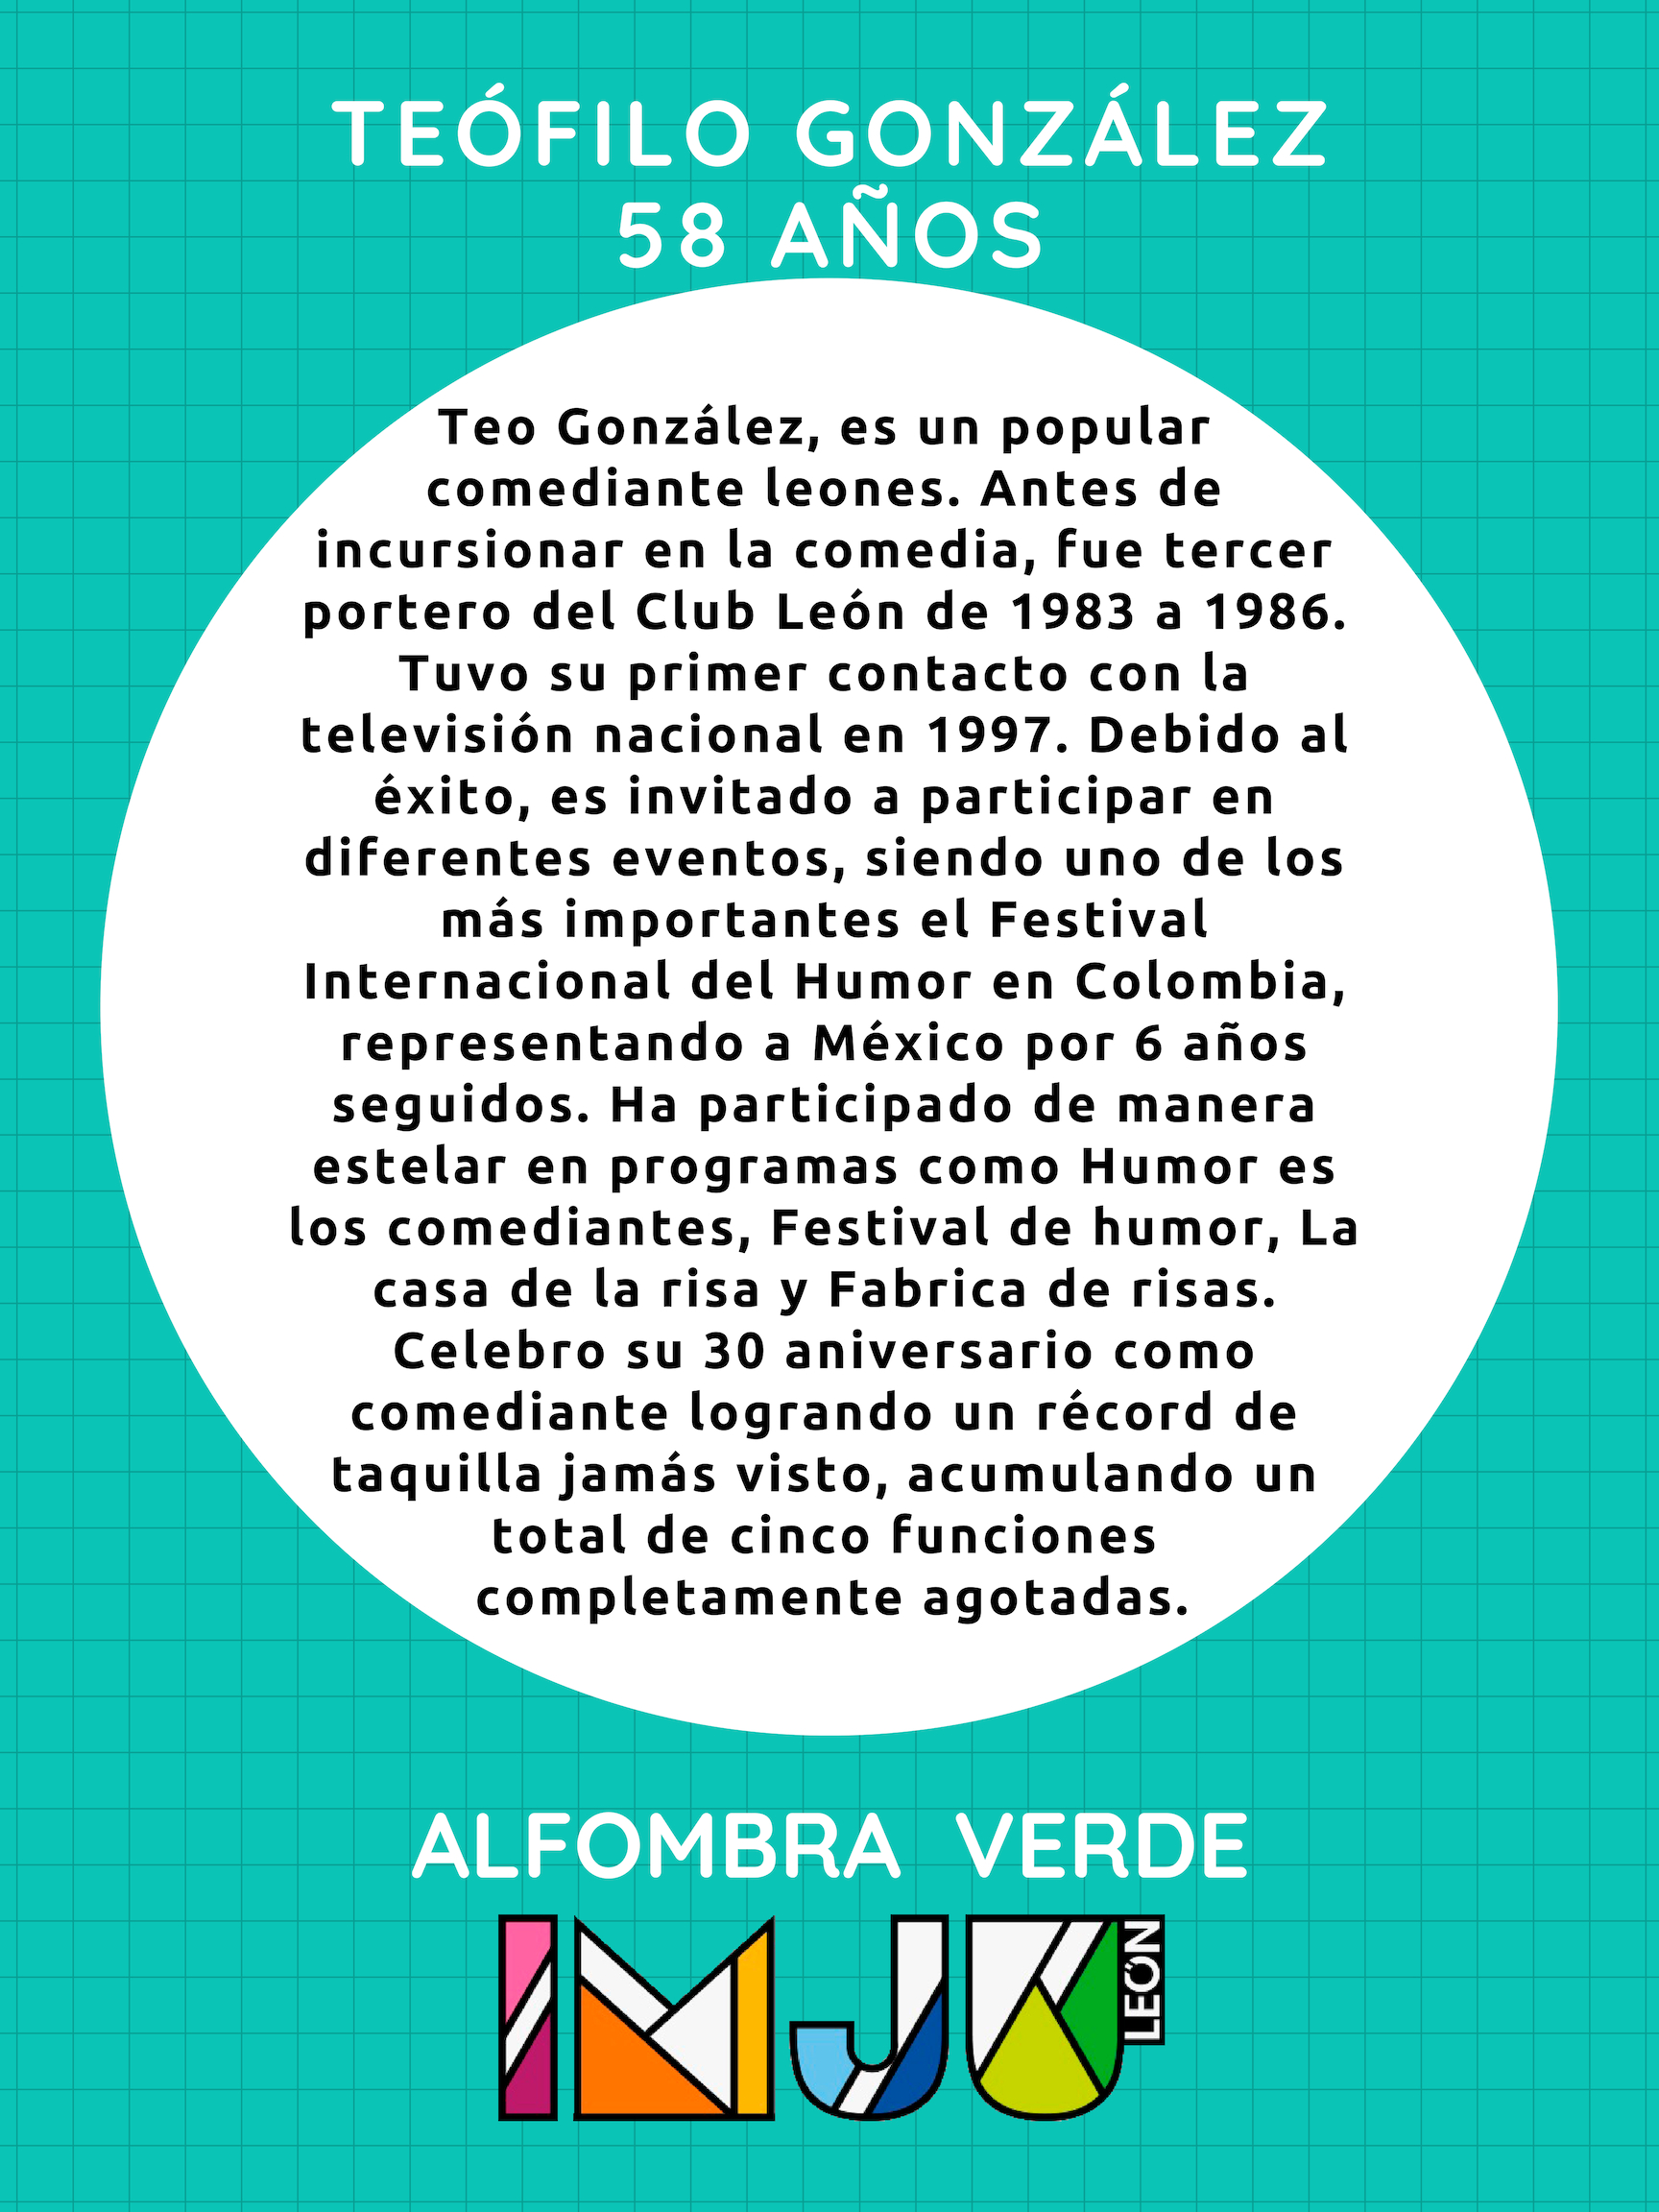 TEÓFILO GONZÁLEZ
58 AÑOS
Teo González, es un popular
comediante leones. Antes de
incursionar en la comedia, fue tercer
portero del Club León de 1983 a 1986.
Tuvo su primer contacto con la
televisión nacional en 1997. Debido al
éxito, es invitado a participar en
diferentes eventos, siendo uno de los
más importantes el Festival
Internacional del Humor en Colombia,
representando a México por 6 años
seguidos. Ha participado de manera
estelar en programas como Humor es
los comediantes, Festival de humor, La
casa de la risa y Fabrica de risas.
Celebro su 30 aniversario como
comediante logrando un récord de
taquilla jamás visto, acumulando un
total de cinco funciones
completamente agotadas.
ALFOMBRA VERDE
IMJU
LEÓN